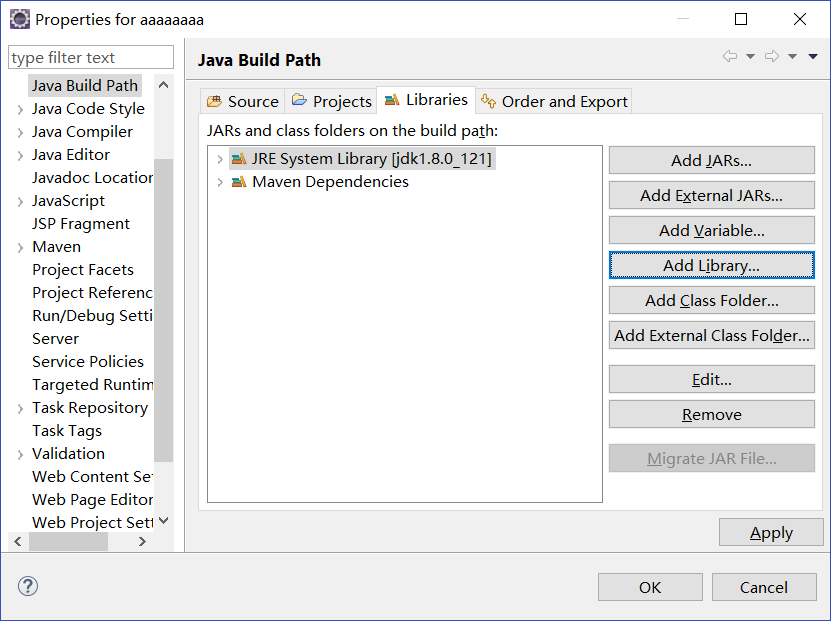 Properties for aaaaaaaa
type filter text
Java Build Path
Java Code Style
Java Compiler
Java Editor
Javadoc Location
JavaScript
JSP Fragment
Maven
Project Facets
Project Referenc
Run/Debug Setti
Server
Service Policies
Targeted Runtim
Task Repository
Task Tags
Validation
Web Content Set
Web Page Editor
Web Project Sett
Java Build Path
Source
Projects
Libraries
Order and Export
JARs and class folders on the build path:
JRE System Library [jdk1.8.0_121]
Maven Dependencies
Add JARs...
Add External JARs...
Add Variable...
Add Library...
Add Class Folder...
Add External Class Folder...
Edit...
Remove
Migrate JAR File...
Apply
?
OK
Cancel